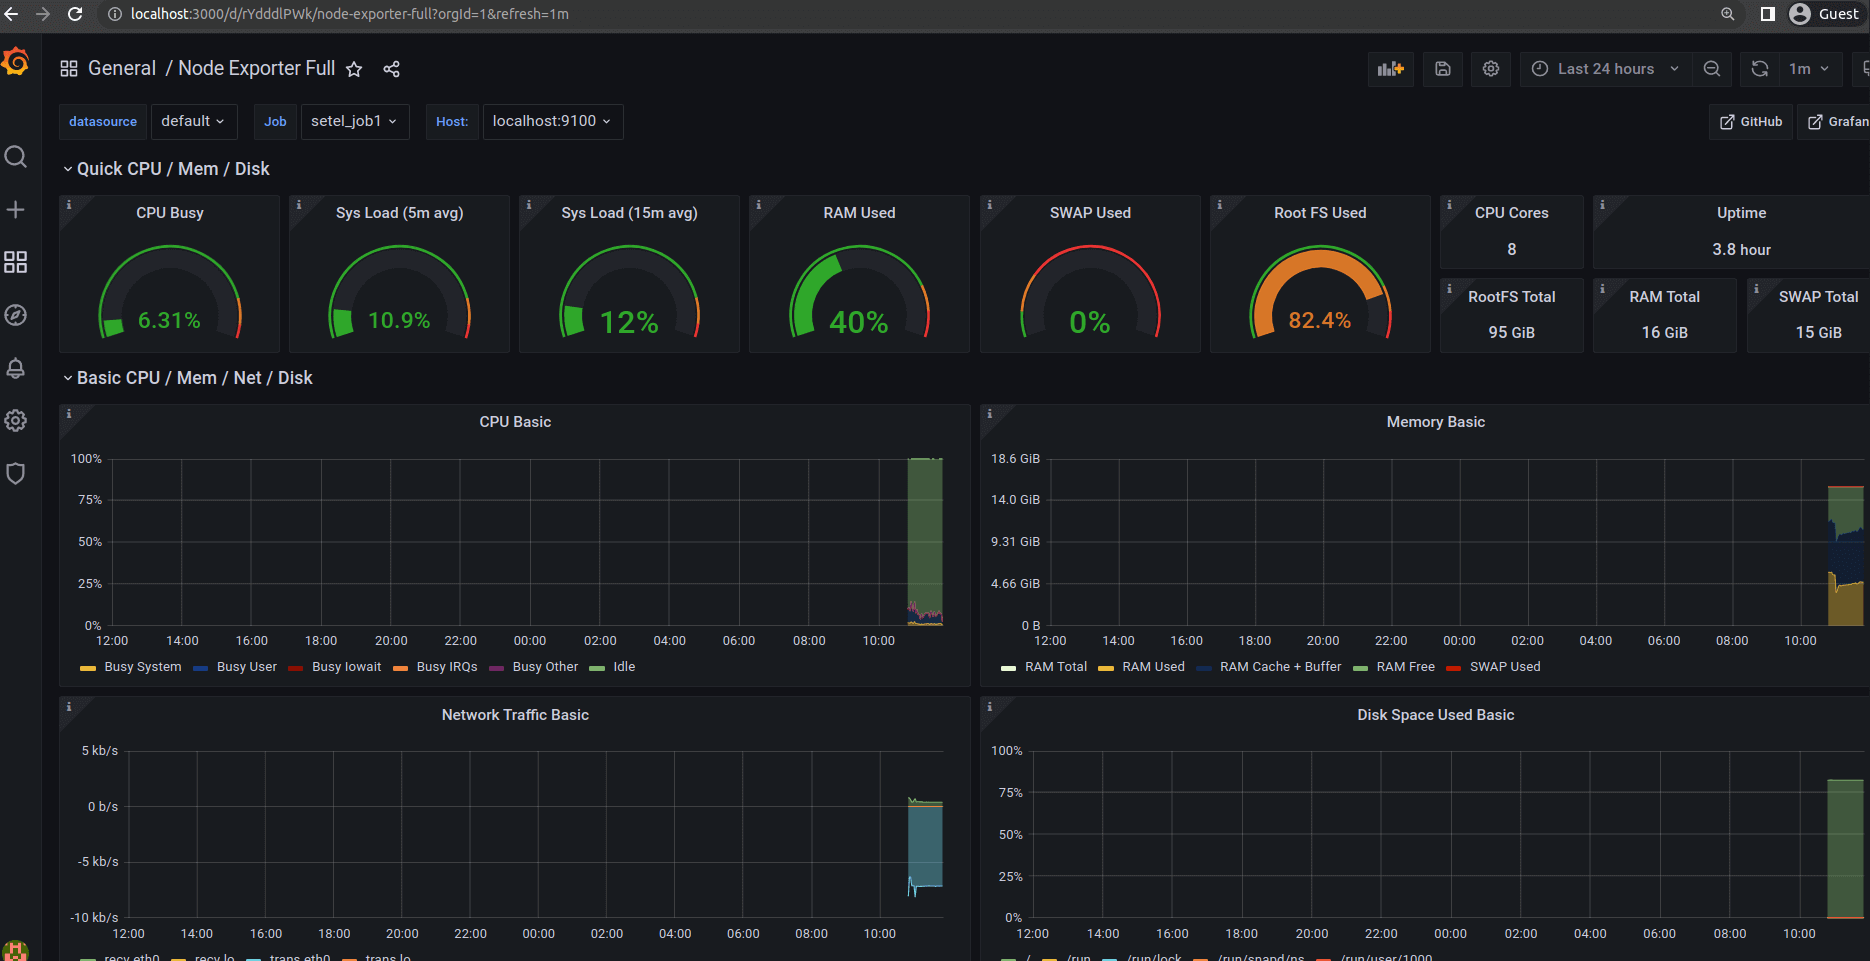 localhost:3000/d/rYdddlPWk/node-exporter-full?orgId=1&refresh=1m
Guest
General / Node Exporter Full
Last 24 hours
1m
datasource default Job setel_job1 Host: localhost:9100
GitHub
Grafan
Quick CPU / Mem / Disk
CPU Busy
6.31%
Sys Load (5m avg)
10.9%
Sys Load (15m avg)
12%
RAM Used
40%
SWAP Used
0%
Root FS Used
82.4%
CPU Cores
8
Uptime
3.8 hour
RootFS Total
95 GiB
RAM Total
16 GiB
SWAP Total
15 GiB
Basic CPU / Mem / Net / Disk
CPU Basic
100%
75%
50%
25%
0%
12:00 14:00 16:00 18:00 20:00 22:00 00:00 02:00 04:00 06:00 08:00 10:00
Busy System Busy User Busy Iowait Busy IRQs Busy Other Idle
Memory Basic
18.6 GiB
14.0 GiB
9.31 GiB
4.66 GiB
0 B
12:00 14:00 16:00 18:00 20:00 22:00 00:00 02:00 04:00 06:00 08:00 10:00
RAM Total RAM Used RAM Cache + Buffer RAM Free SWAP Used
Network Traffic Basic
5 kb/s
0 b/s
-5 kb/s
-10 kb/s
12:00 14:00 16:00 18:00 20:00 22:00 00:00 02:00 04:00 06:00 08:00 10:00
recv eth0 recv lo trans eth0 trans lo
Disk Space Used Basic
100%
75%
50%
25%
0%
12:00 14:00 16:00 18:00 20:00 22:00 00:00 02:00 04:00 06:00 08:00 10:00
/ /run /run/lock /run/snapd/ns /run/user/1000